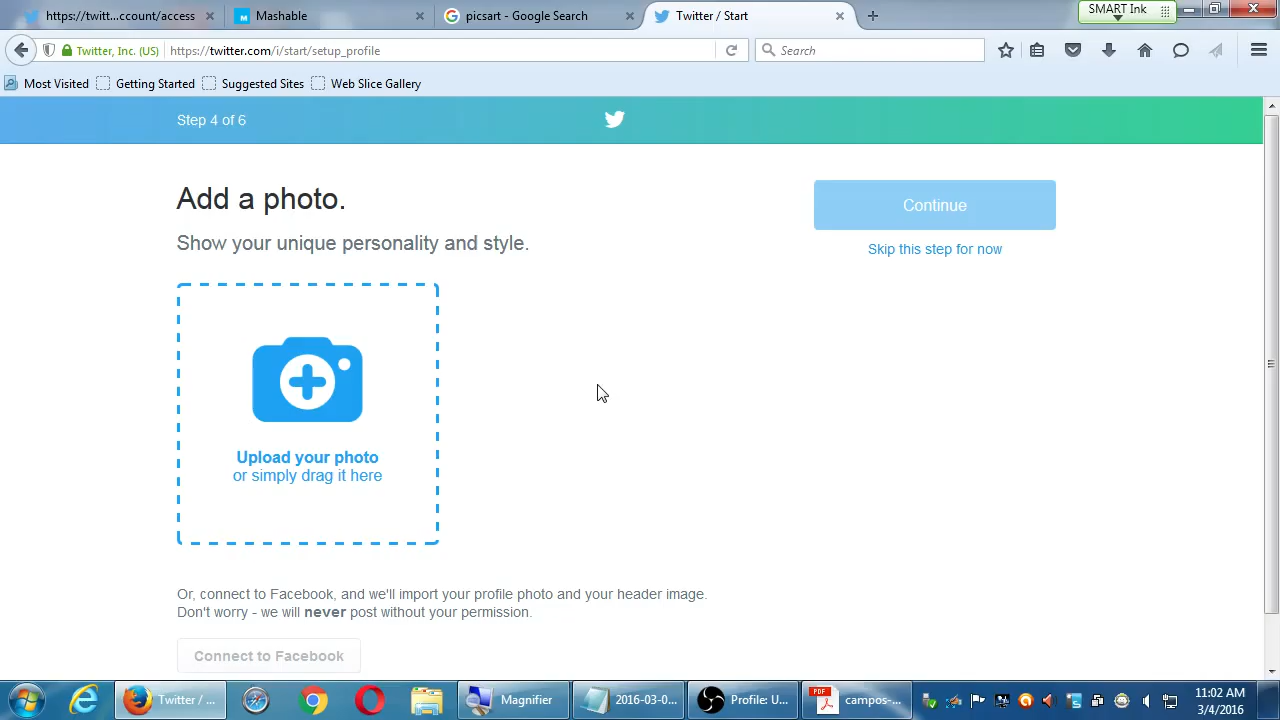 https://twitt...ccount/access
Mashable
picsart - Google Search
Twitter / Start
SMART Ink
Twitter, Inc. (US)
https://twitter.com/i/start/setup_profile
Search
Most Visited
Getting Started
Suggested Sites
Web Slice Gallery
Step 4 of 6
Add a photo.
Continue
Show your unique personality and style.
Skip this step for now
Upload your photo
or simply drag it here
Or, connect to Facebook, and we'll import your profile photo and your header image.
Don't worry - we will never post without your permission.
Connect to Facebook
Twitter / ...
Magnifier
2016-03-0...
Profile: U...
PDF
campos-...
11:02 AM
3/4/2016